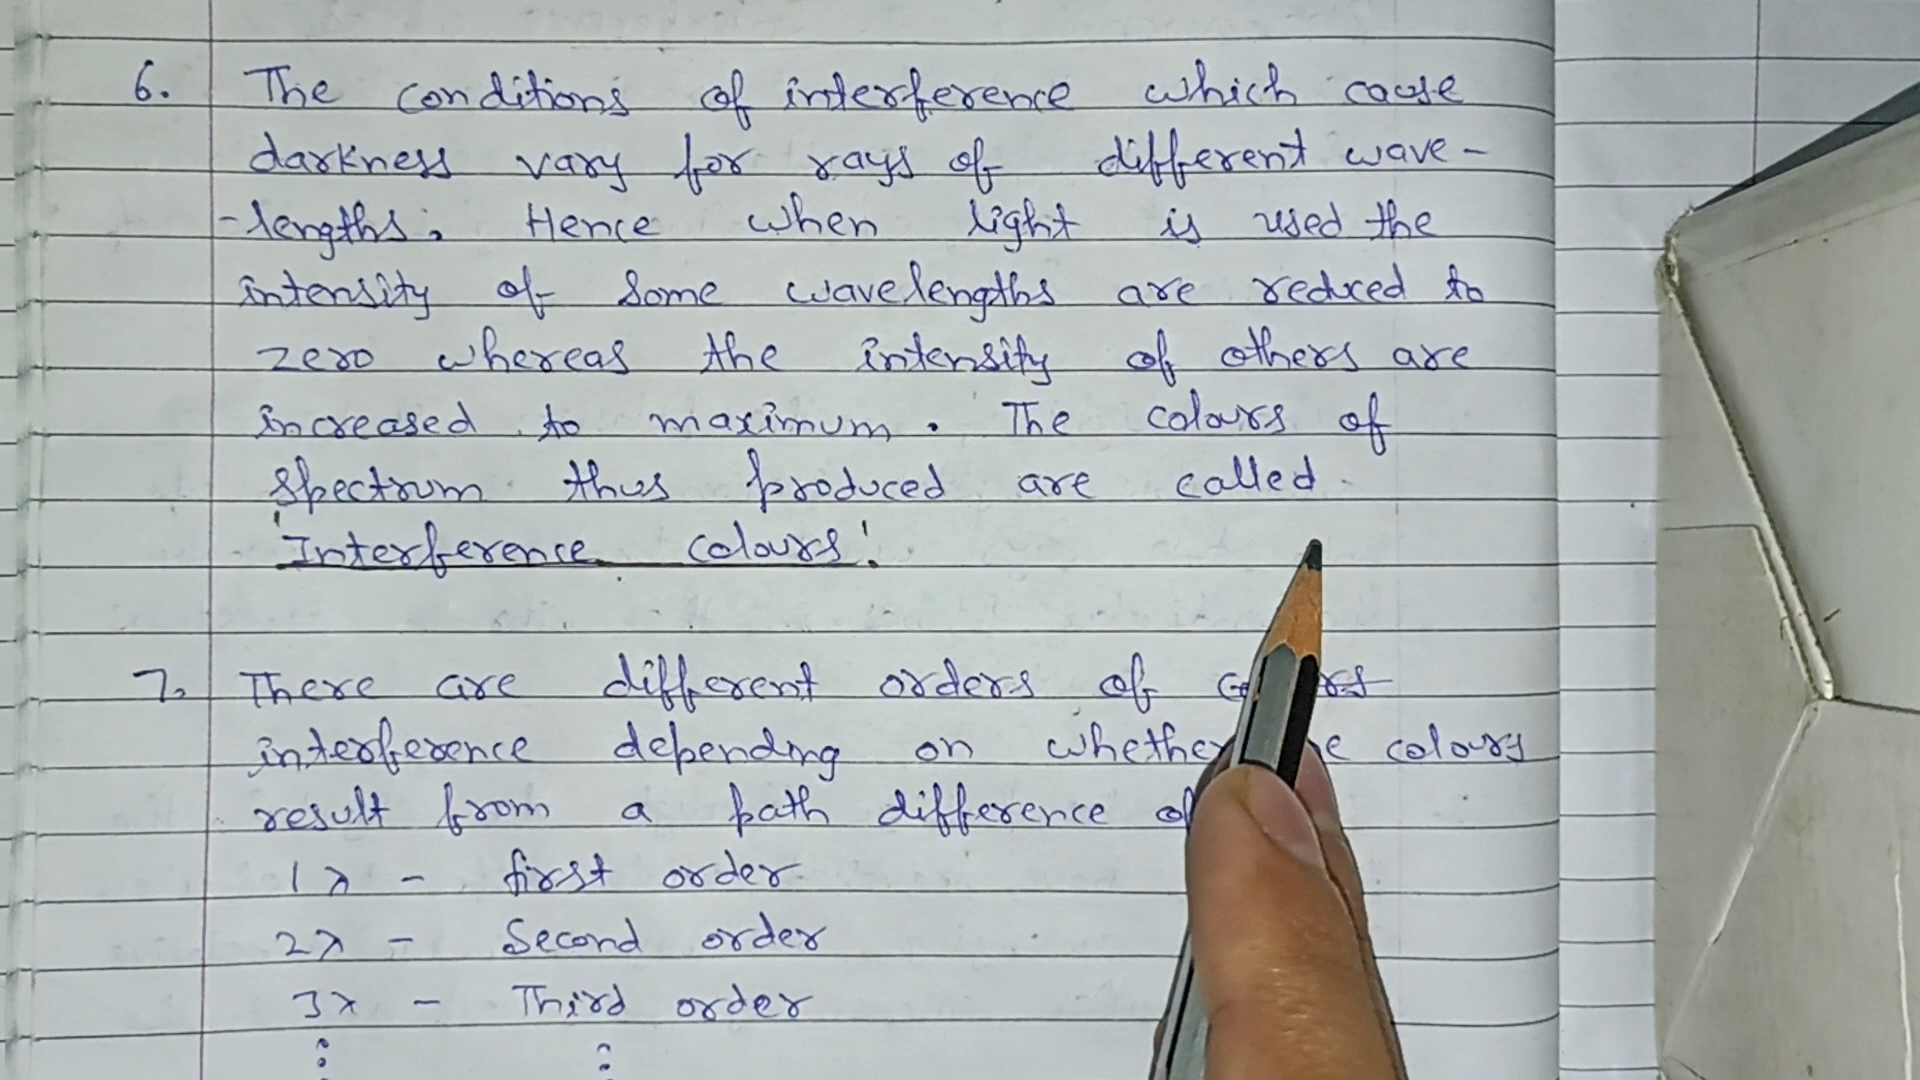 6. The conditions of interference which cause
darkness vary for rays of different wave-
-lengths. Hence when light is used the
intensity of some wavelengths are reduced to
zero whereas the intensity of others are
increased to maximum. The colours of
spectrum thus produced are called
'Interference colours'.
7. There are different orders of
interference depending on whether colours
result from a path difference of
1λ - first order
2λ - Second order
3λ - Third order